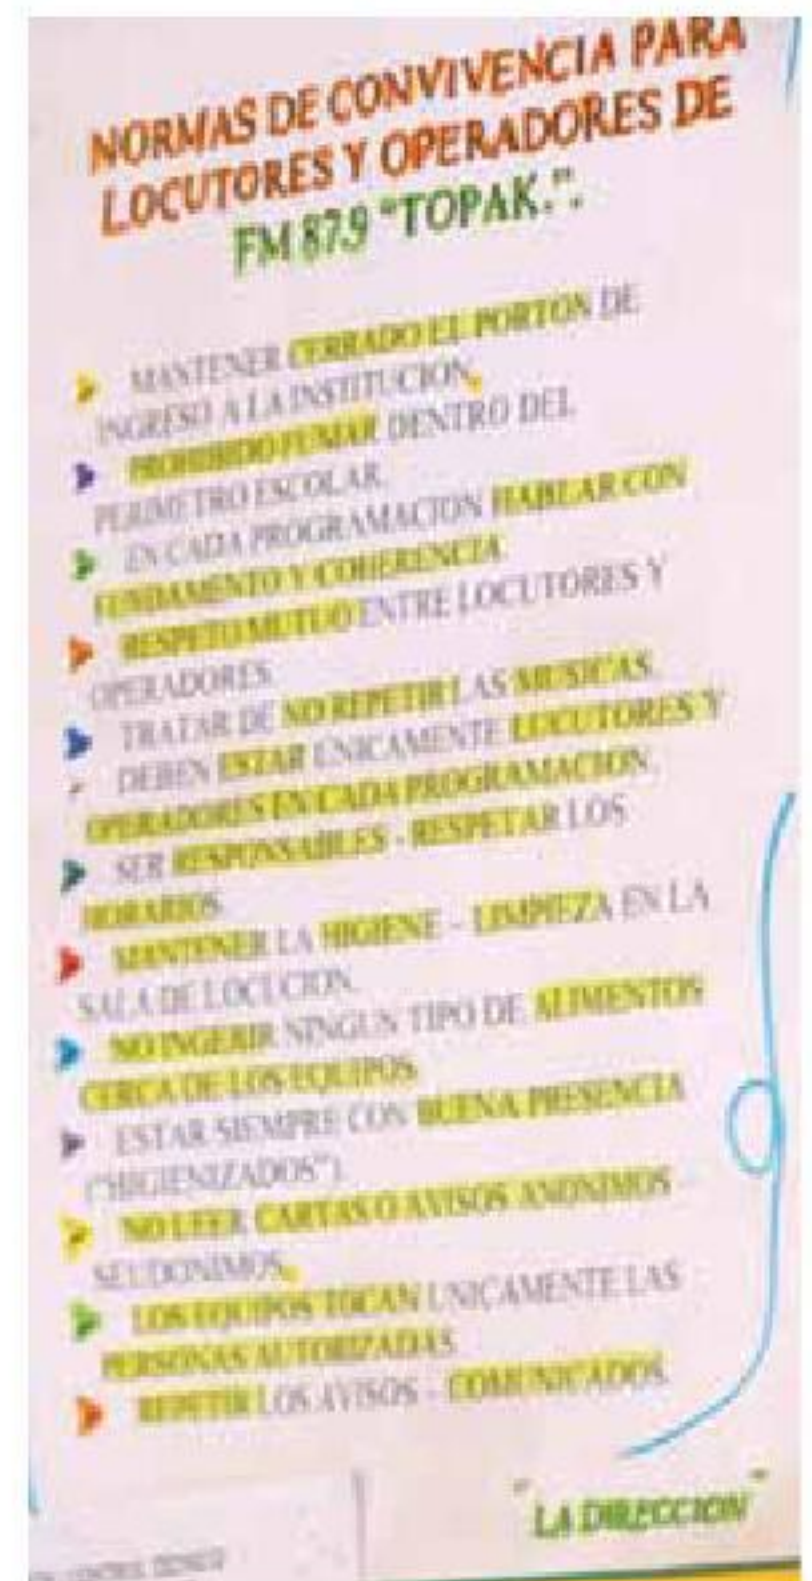 NORMAS DE CONVIVENCIA PARA
LOCUTORES Y OPERADORES DE
FM 87.9 "TOPAK.".
MANTENER CERRADO EL PORTON DE
INGRESO A LA INSTITUCION.
PROHIBIDO FUMAR DENTRO DEL
PERIMETRO ESCOLAR.
EN CADA PROGRAMACION HABLAR CON
FUNDAMENTO Y COHERENCIA
RESPETO MUTUO ENTRE LOCUTORES Y
OPERADORES.
TRATAR DE NO REPETIR LAS MUSICAS.
DEBEN ESTAR UNICAMENTE LOCUTORES Y
OPERADORES EN CADA PROGRAMACION.
SER RESPONSABLES - RESPETAR LOS
HORARIOS.
MANTENER LA HIGIENE - LIMPIEZA EN LA
SALA DE LOCUCION.
NO INGERIR NINGUN TIPO DE ALIMENTOS
CERCA DE LOS EQUIPOS.
ESTAR SIEMPRE CON BUENA PRESENCIA
("HIGIENIZADOS").
NO LEER CARTAS O AVISOS ANONIMOS -
SEUDONIMOS.
LOS EQUIPOS TOCAN UNICAMENTE LAS
PERSONAS AUTORIZADAS.
REPETIR LOS AVISOS - COMUNICADOS.
"LA DIRECCION"